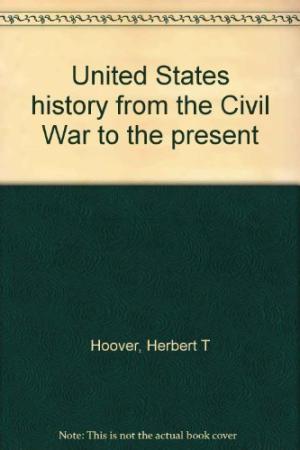 United States
history from the Civil
War to the present
Hoover, Herbert T
Note: This is not the actual book cover